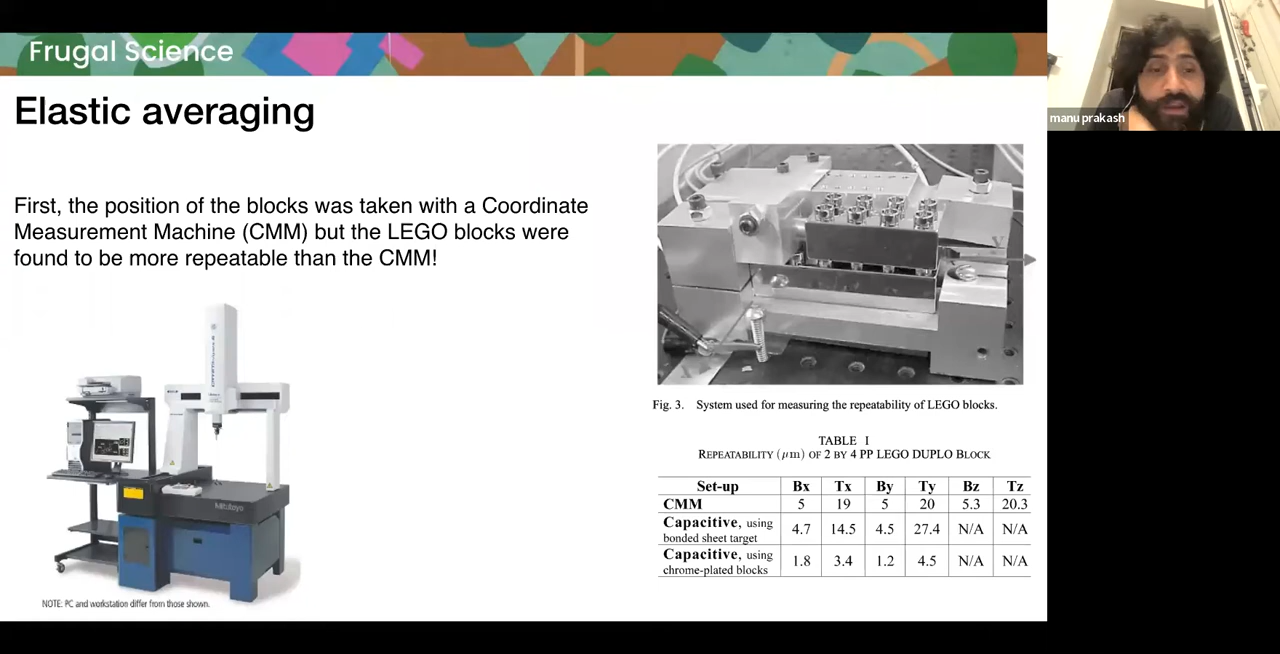 Frugal Science
Elastic averaging
First, the position of the blocks was taken with a Coordinate
Measurement Machine (CMM) but the LEGO blocks were
found to be more repeatable than the CMM!
Mitutoyo
NOTE: PC and workstation differ from those shown.
Fig. 3. System used for measuring the repeatability of LEGO blocks.
TABLE I
REPEATABILITY (μm) OF 2 BY 4 PP LEGO DUPLO BLOCK
Set-up Bx Tx By Ty Bz Tz
CMM 5 19 5 20 5.3 20.3
Capacitive, using
bonded sheet target 4.7 14.5 4.5 27.4 N/A N/A
Capacitive, using
chrome-plated blocks 1.8 3.4 1.2 4.5 N/A N/A
manu prakash